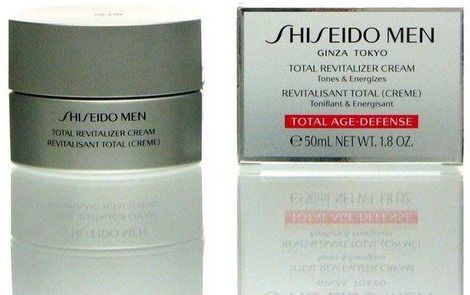 SHISEIDO MEN
TOTAL REVITALIZER CREAM
REVITALISANT TOTAL (CREME)
SHISEIDO MEN
GINZA TOKYO
TOTAL REVITALIZER CREAM
Tones & Energizes
REVITALISANT TOTAL (CREME)
Tonifiant & Energisant
TOTAL AGE-DEFENSE
e 50mL NET WT. 1.8 OZ.